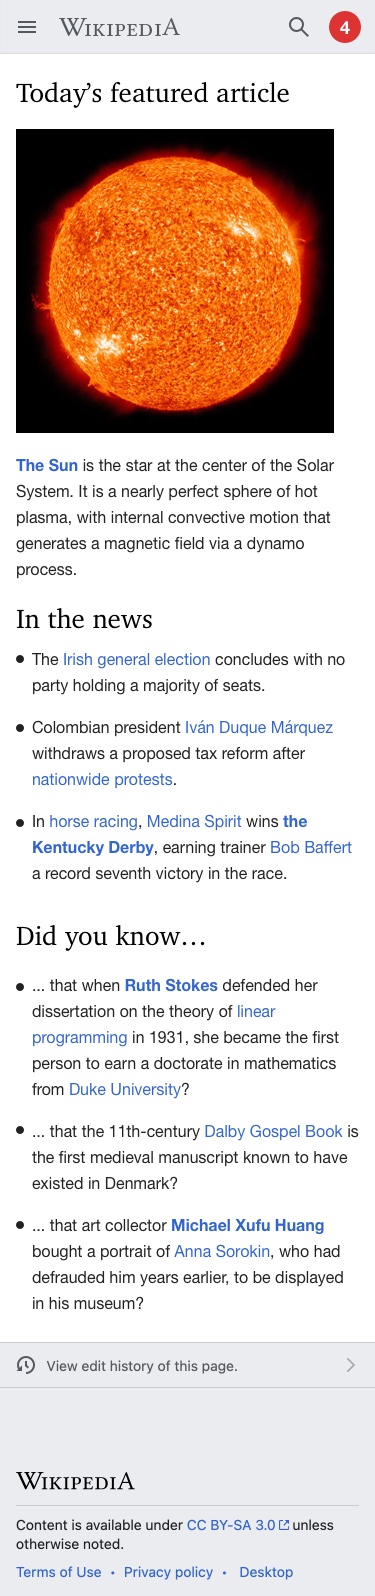 WIKIPEDIA
4
Today’s featured article
The Sun is the star at the center of the Solar
System. It is a nearly perfect sphere of hot
plasma, with internal convective motion that
generates a magnetic field via a dynamo
process.
In the news
The Irish general election concludes with no
party holding a majority of seats.
Colombian president Iván Duque Márquez
withdraws a proposed tax reform after
nationwide protests.
In horse racing, Medina Spirit wins the
Kentucky Derby, earning trainer Bob Baffert
a record seventh victory in the race.
Did you know…
... that when Ruth Stokes defended her
dissertation on the theory of linear
programming in 1931, she became the first
person to earn a doctorate in mathematics
from Duke University?
... that the 11th-century Dalby Gospel Book is
the first medieval manuscript known to have
existed in Denmark?
... that art collector Michael Xufu Huang
bought a portrait of Anna Sorokin, who had
defrauded him years earlier, to be displayed
in his museum?
View edit history of this page.
WIKIPEDIA
Content is available under CC BY-SA 3.0 unless
otherwise noted.
Terms of Use • Privacy policy • Desktop